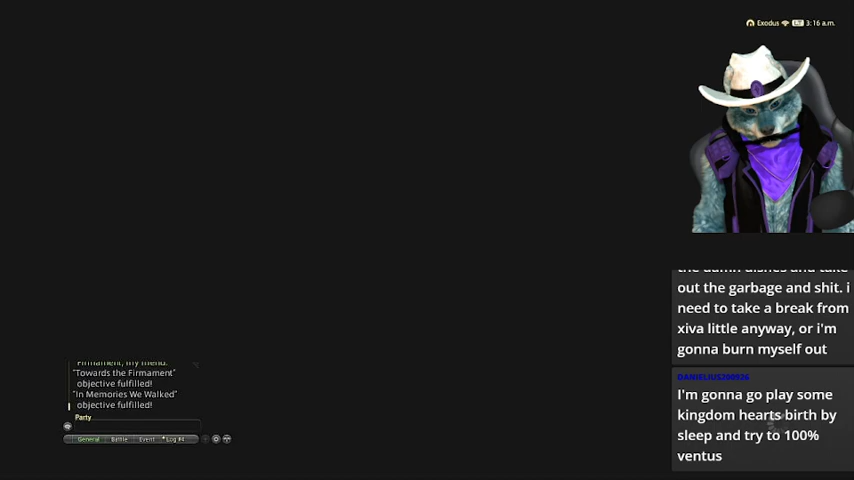 Exodus LT 3:16 a.m.
the damn dishes and take
out the garbage and shit. i
need to take a break from
xiva little anyway, or i'm
gonna burn myself out
DANIELIUS200926
I'm gonna go play some
kingdom hearts birth by
sleep and try to 100%
ventus
Firmament, my friend.
"Towards the Firmament"
objective fulfilled!
"In Memories We Walked"
objective fulfilled!
Party
General Battle Event Log #4